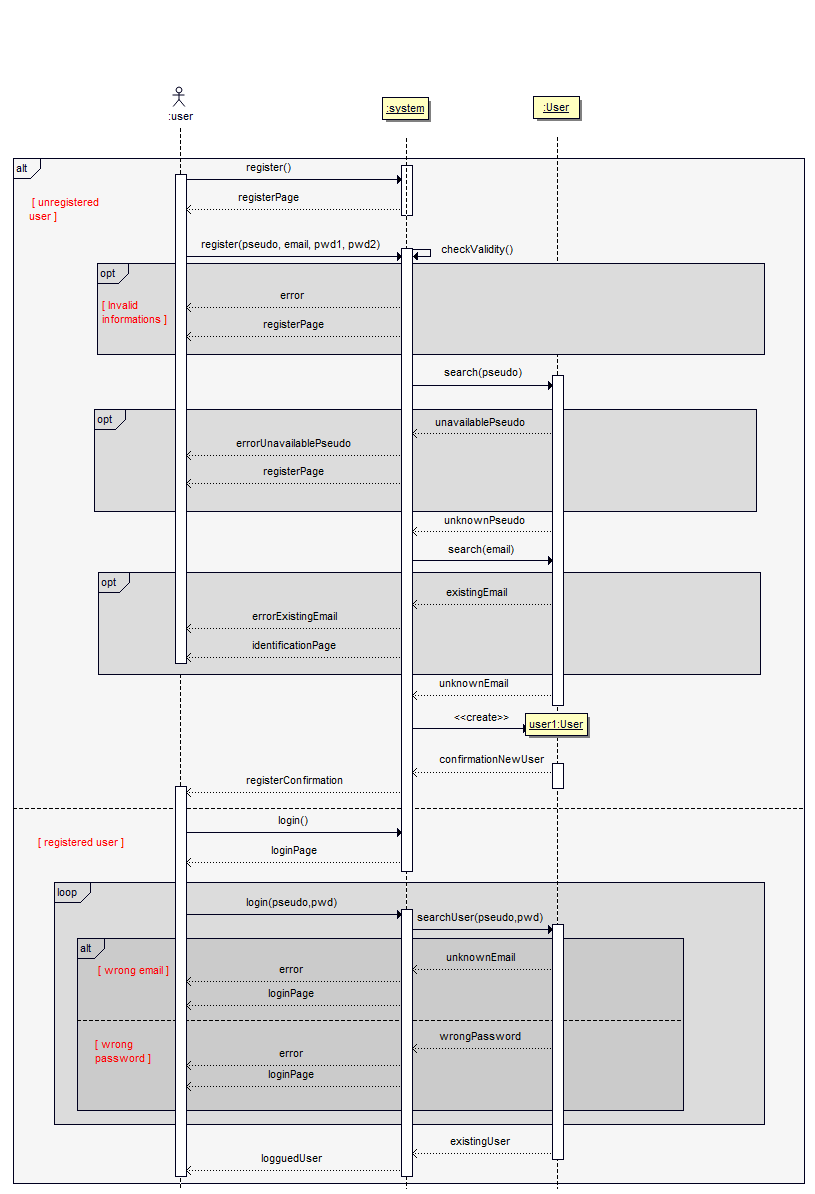 :user
:system
:User
alt
register()
[ unregistered
user ]
registerPage
register(pseudo, email, pwd1, pwd2)
checkValidity()
opt
[ Invalid
informations ]
error
registerPage
search(pseudo)
opt
unavailablePseudo
errorUnavailablePseudo
registerPage
unknownPseudo
search(email)
opt
existingEmail
errorExistingEmail
identificationPage
unknownEmail
<<create>>
user1:User
confirmationNewUser
registerConfirmation
login()
[ registered user ]
loginPage
loop
login(pseudo,pwd)
searchUser(pseudo,pwd)
alt
unknownEmail
[ wrong email ]
error
loginPage
wrongPassword
[ wrong
password ]
error
loginPage
existingUser
logguedUser